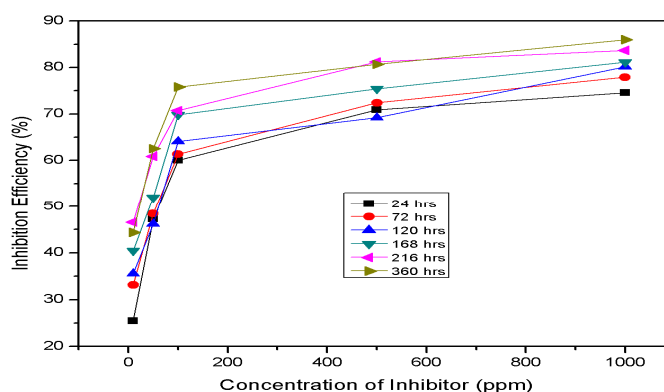 90
80
70
60
50
40
30
20
Inhibition Efficiency (%)
24 hrs
72 hrs
120 hrs
168 hrs
216 hrs
360 hrs
0 200 400 600 800 1000
Concentration of Inhibitor (ppm)